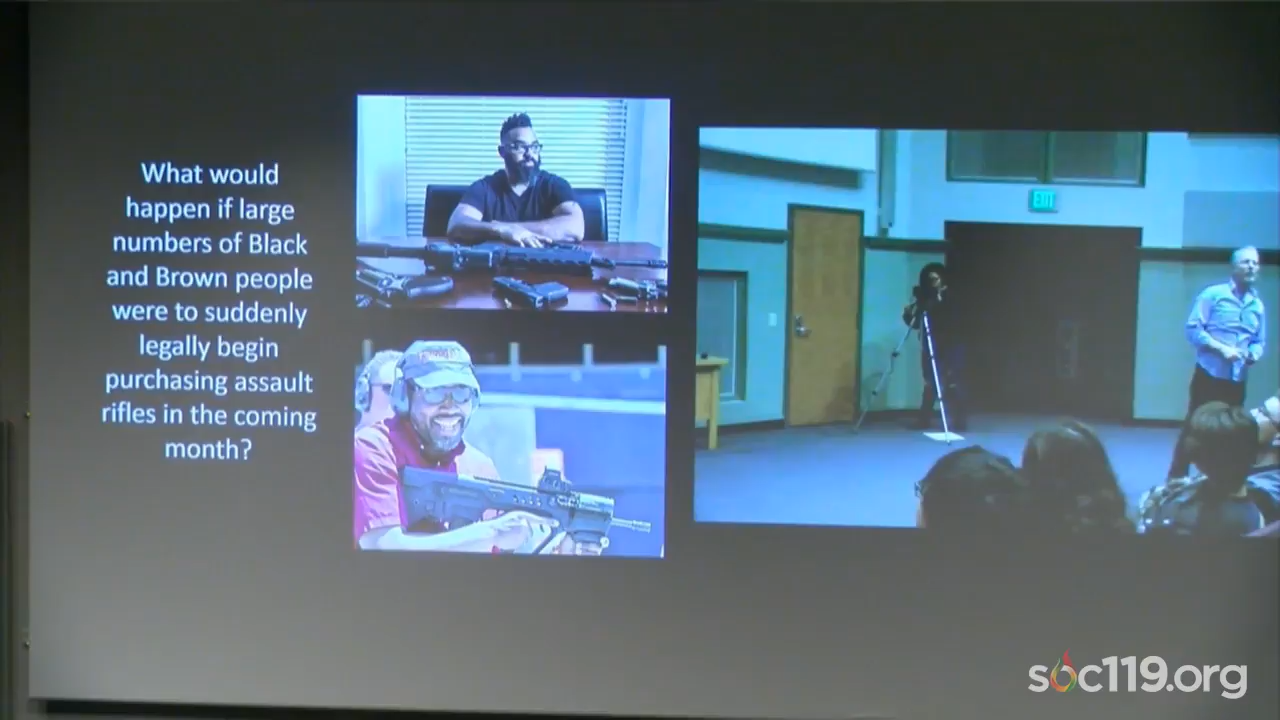 What would
happen if large
numbers of Black
and Brown people
were to suddenly
legally begin
purchasing assault
rifles in the coming
month?
EXIT
soc119.org